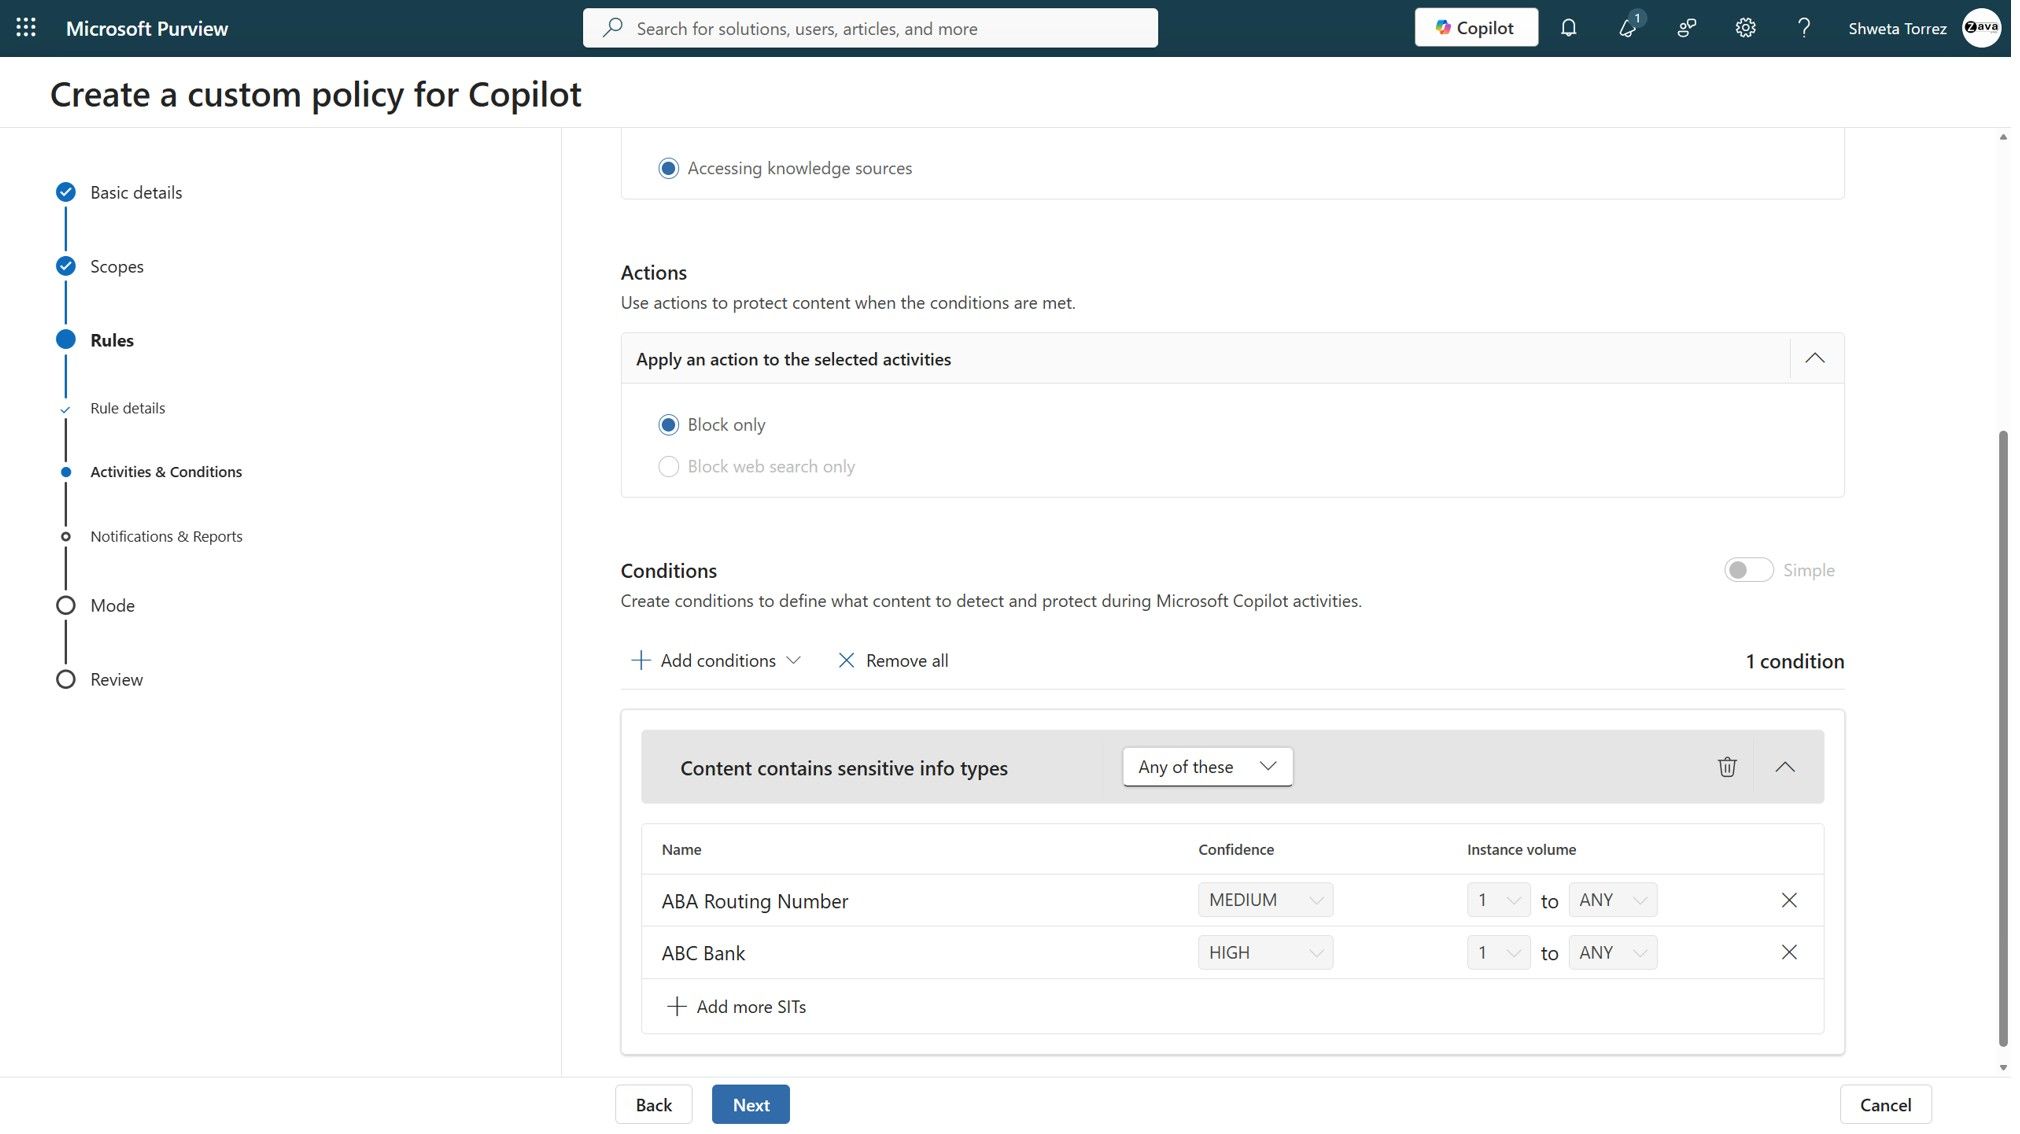 Microsoft Purview
Search for solutions, users, articles, and more
Copilot
1
Shweta Torrez
Zava
Create a custom policy for Copilot
Basic details
Scopes
Rules
Rule details
Activities & Conditions
Notifications & Reports
Mode
Review
Accessing knowledge sources
Actions
Use actions to protect content when the conditions are met.
Apply an action to the selected activities
Block only
Block web search only
Conditions
Simple
Create conditions to define what content to detect and protect during Microsoft Copilot activities.
Add conditions
Remove all
1 condition
Content contains sensitive info types
Any of these
Name Confidence Instance volume
ABA Routing Number MEDIUM 1 to ANY
ABC Bank HIGH 1 to ANY
Add more SITs
Back
Next
Cancel